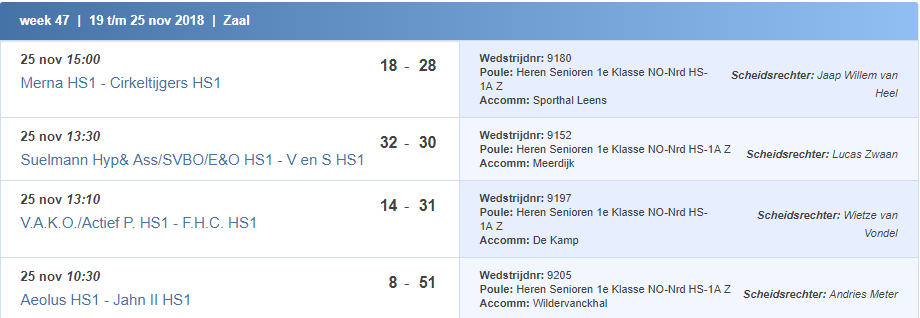 week 47 | 19 t/m 25 nov 2018 | Zaal
25 nov 15:00
Merna HS1 - Cirkeltijgers HS1
18 - 28
Wedstrijdnr: 9180
Poule: Heren Senioren 1e Klasse NO-Nrd HS-
1A Z
Accomm: Sporthal Leens
Scheidsrechter: Jaap Willem van
Heel
25 nov 13:30
Suelmann Hyp& Ass/SVBO/E&O HS1 - V en S HS1
32 - 30
Wedstrijdnr: 9152
Poule: Heren Senioren 1e Klasse NO-Nrd HS-1A Z
Accomm: Meerdijk
Scheidsrechter: Lucas Zwaan
25 nov 13:10
V.A.K.O./Actief P. HS1 - F.H.C. HS1
14 - 31
Wedstrijdnr: 9197
Poule: Heren Senioren 1e Klasse NO-Nrd HS-
1A Z
Accomm: De Kamp
Scheidsrechter: Wietze van
Vondel
25 nov 10:30
Aeolus HS1 - Jahn II HS1
8 - 51
Wedstrijdnr: 9205
Poule: Heren Senioren 1e Klasse NO-Nrd HS-1A Z
Accomm: Wildervanckhal
Scheidsrechter: Andries Meter